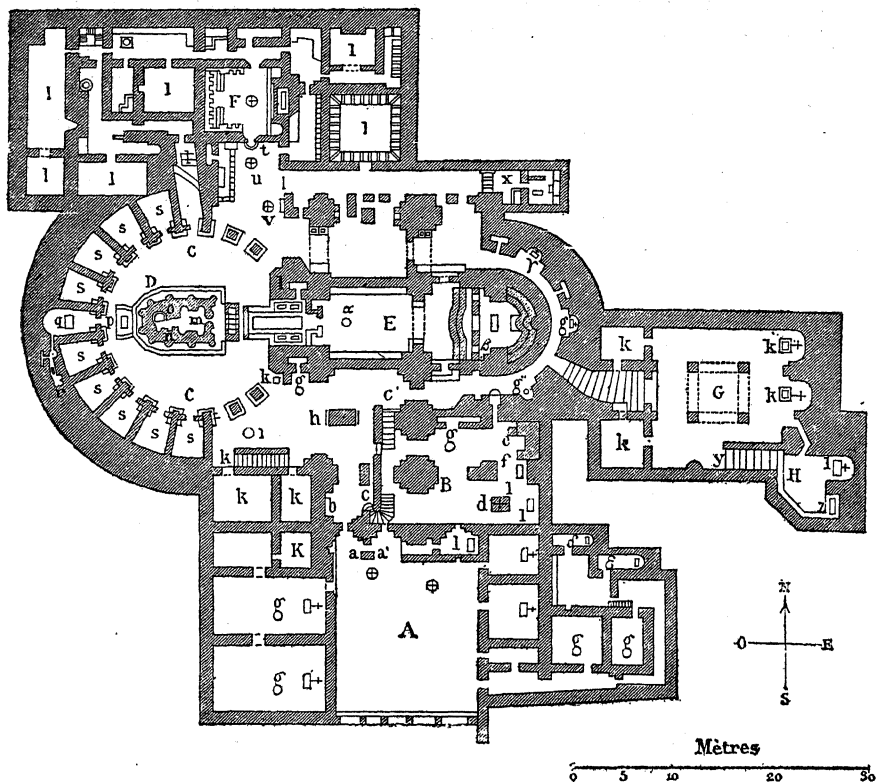 l
l
l
F
l
t
u
l
l
l
l
x
v
s
s
s
C
s
γ
D
s
q
p
o
m
R
E
g
k
G
k
k
r
s
k
g
c'
g''
C
s
h
s
s
s
O l
k
g
e
f
B
l
y
H
l
k
k
b
c
d
l
z
k
K
a
a'
l
g
A
g
g
g
N
O
E
S
Mètres
0 5 10 20 30